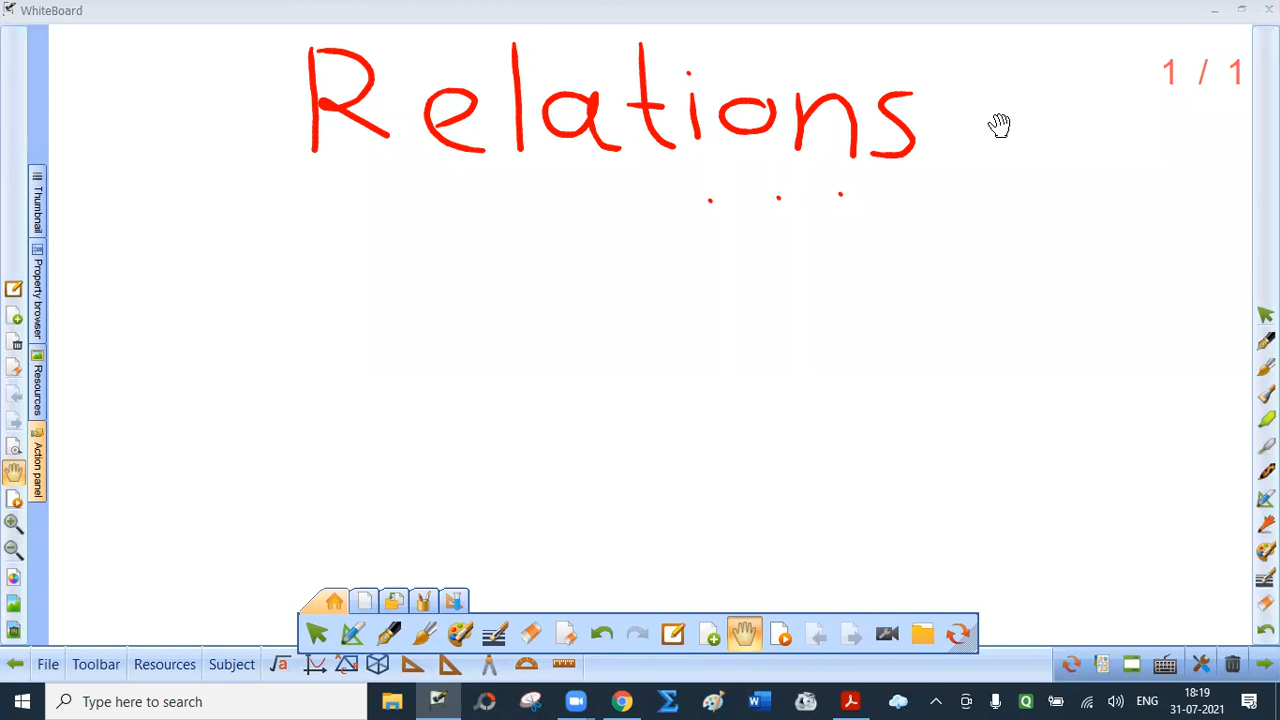 WhiteBoard
Relations
1 / 1
. . .
Thumbnail
Property browser
Resources
Action panel
File Toolbar Resources Subject
Type here to search
ENG
18:19
31-07-2021